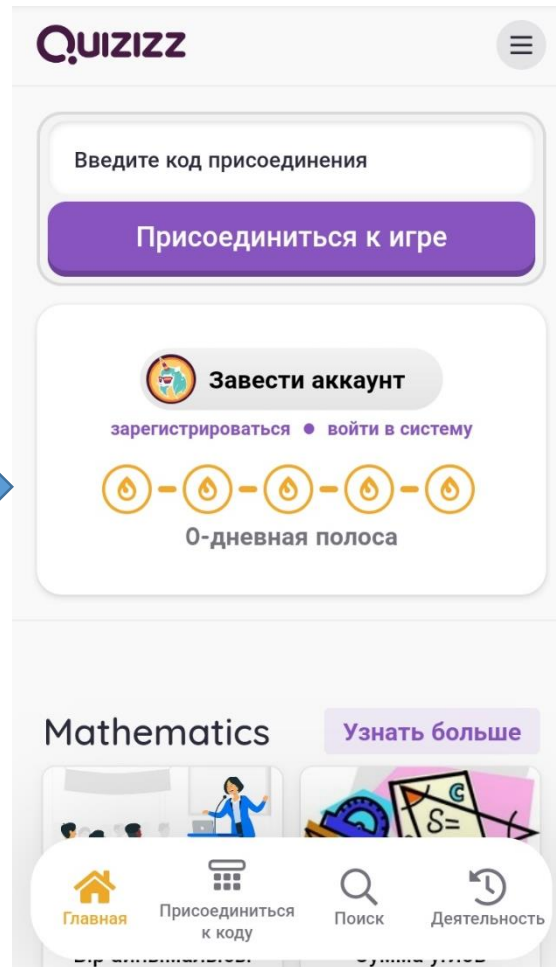 Quizizz
Введите код присоединения
Присоединиться к игре
Завести аккаунт
зарегистрироваться • войти в систему
0-дневная полоса
Mathematics
Узнать больше
C
S=
Главная
Присоединиться
к коду
Поиск
Деятельность